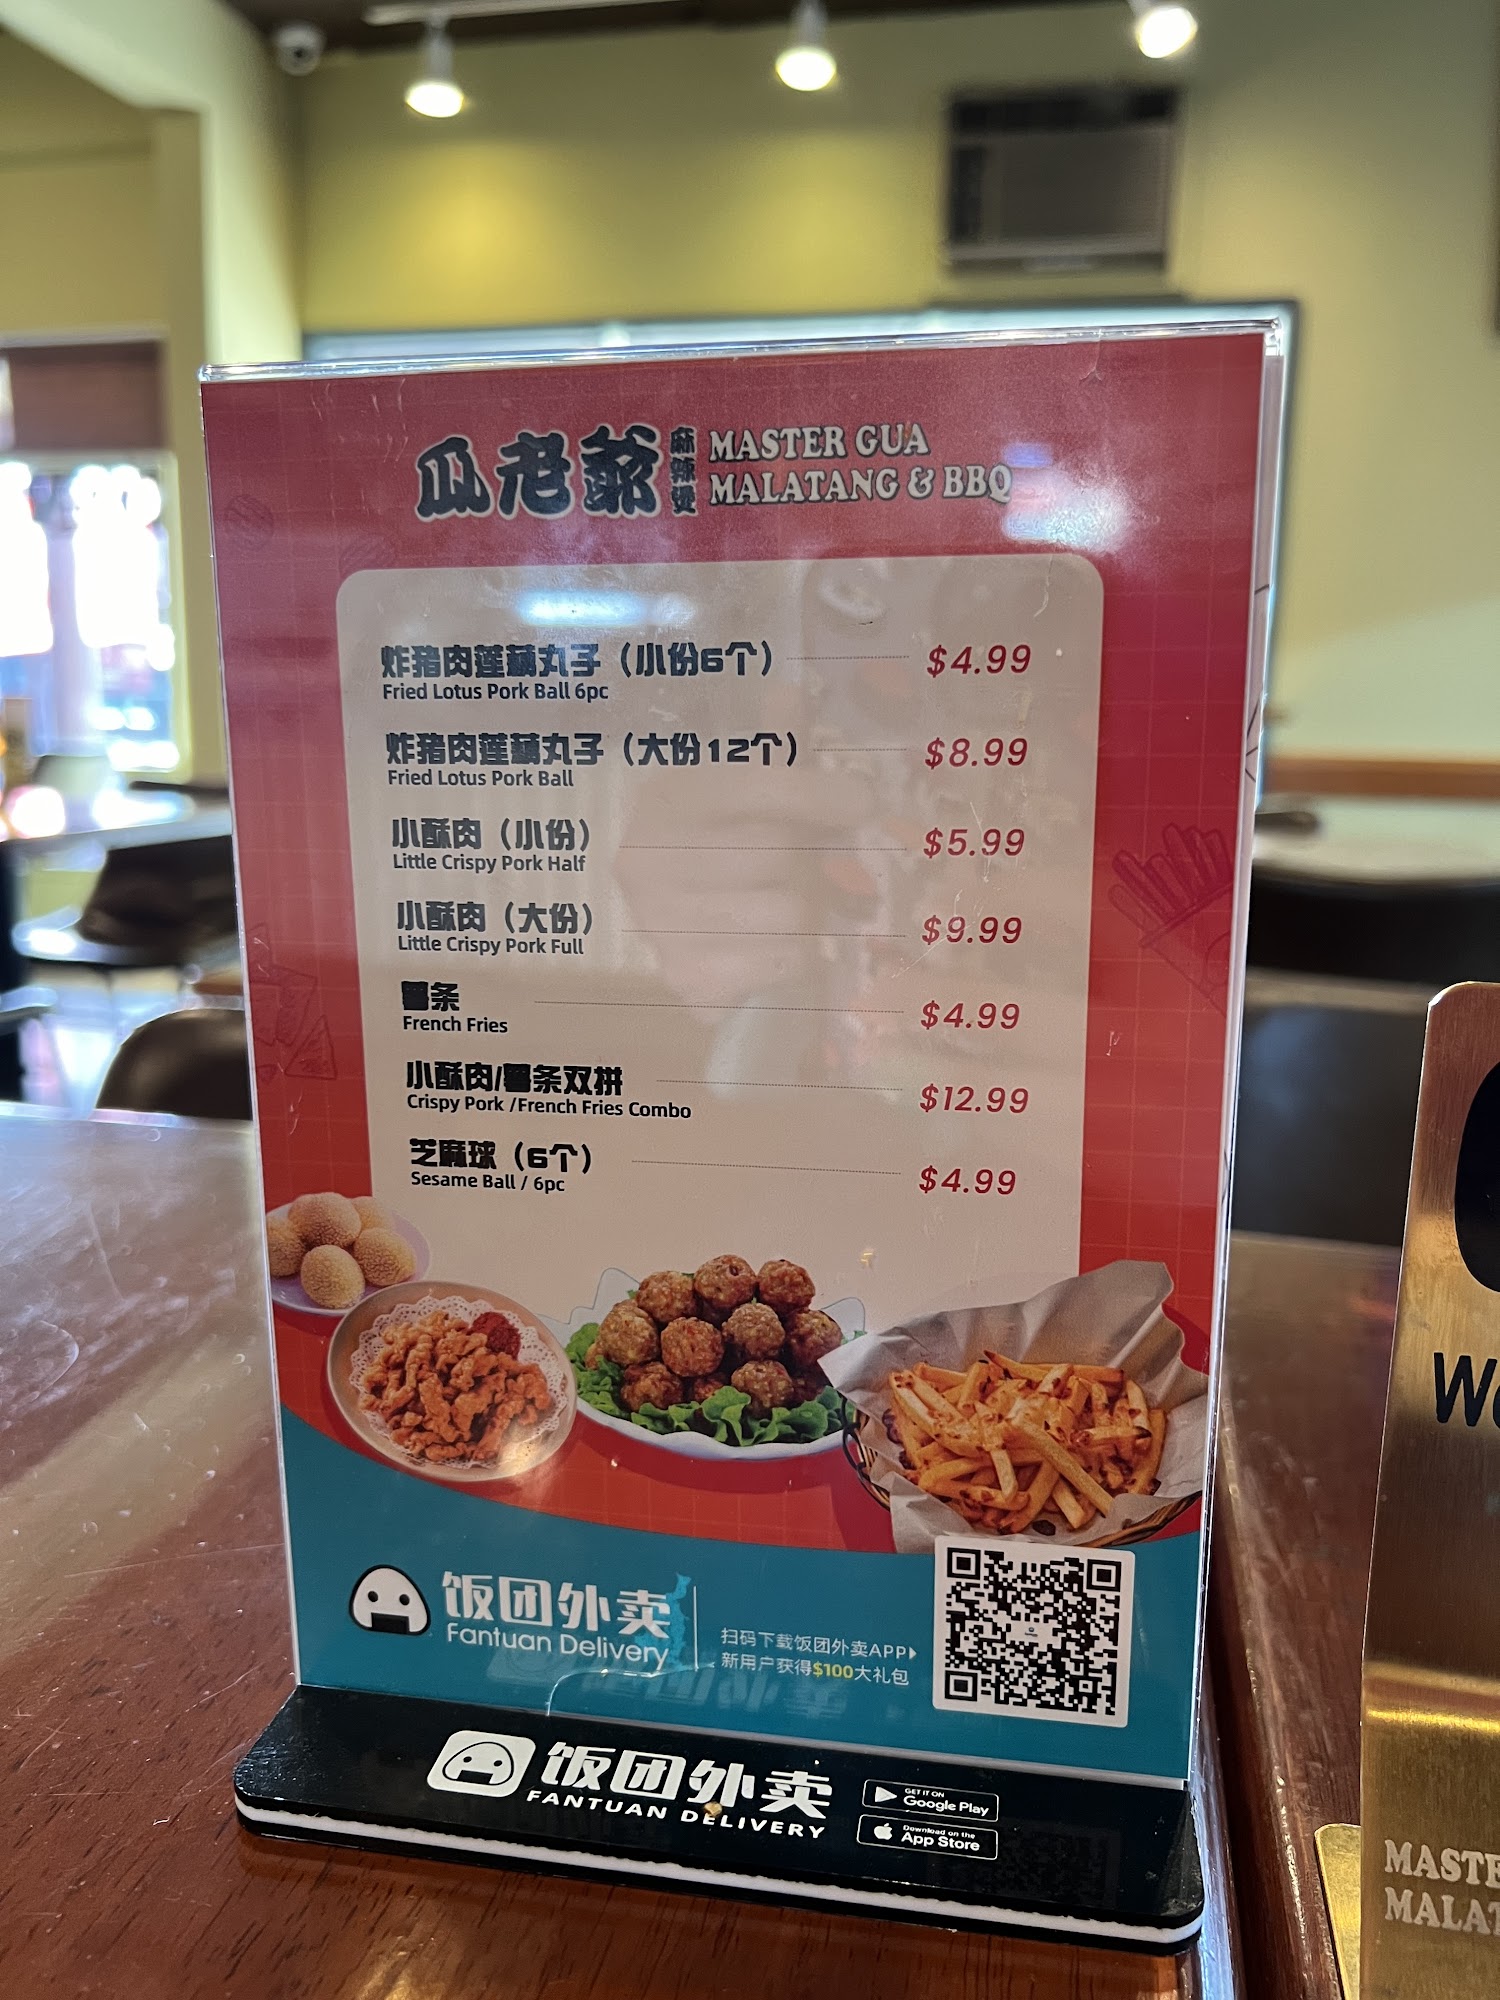 瓜老爺
麻辣烫
MASTER GUA
MALATANG & BBQ
炸猪肉莲藕丸子（小份6个） $4.99
Fried Lotus Pork Ball 6pc
炸猪肉莲藕丸子（大份12个） $8.99
Fried Lotus Pork Ball
小酥肉（小份） $5.99
Little Crispy Pork Half
小酥肉（大份） $9.99
Little Crispy Pork Full
薯条 $4.99
French Fries
小酥肉/薯条双拼 $12.99
Crispy Pork /French Fries Combo
芝麻球（6个） $4.99
Sesame Ball / 6pc
饭团外卖
Fantuan Delivery
扫码下载饭团外卖APP
新用户获得$100大礼包
饭团外卖
FANTUAN DELIVERY
GET IT ON
Google Play
Download on the
App Store